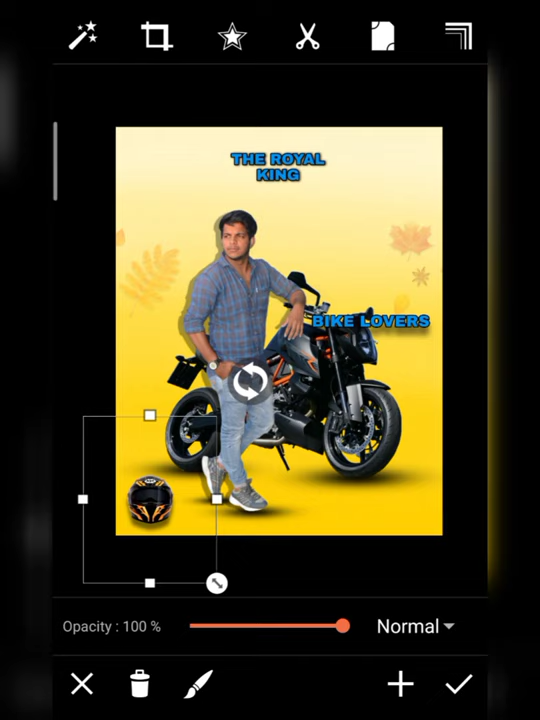 THE ROYAL
KING
BIKE LOVERS
Opacity : 100 %
Normal